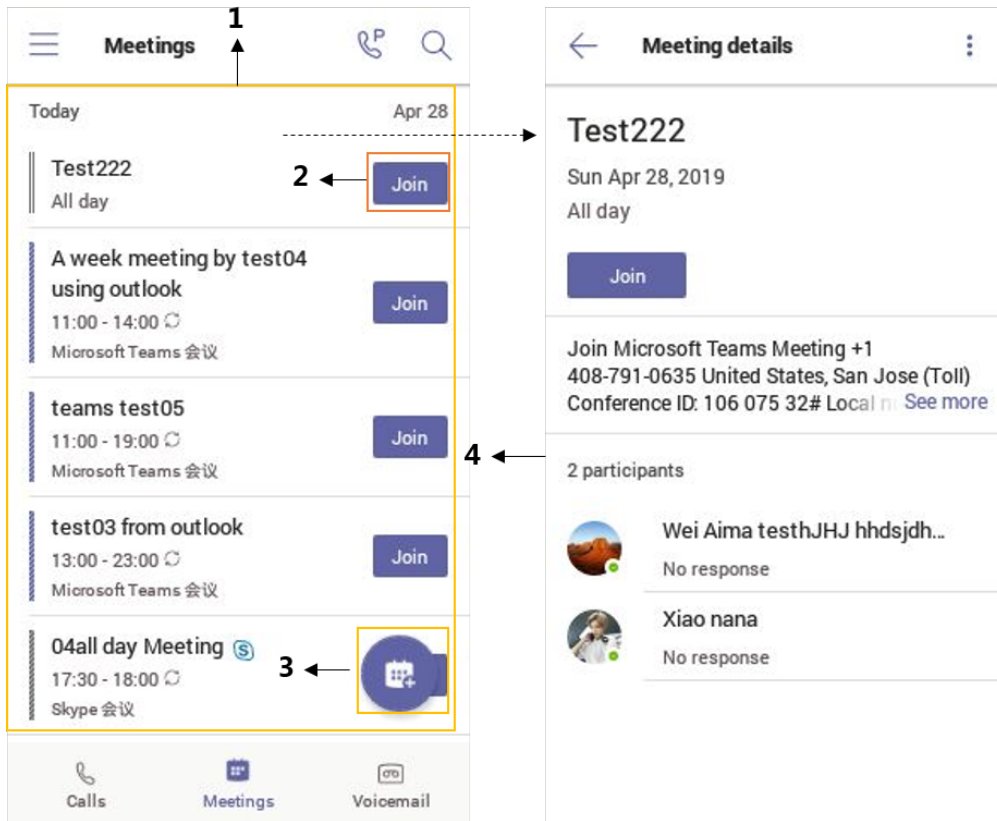 1
Meetings
P
Today
Apr 28
Test222
All day
2
Join
A week meeting by test04
using outlook
11:00 - 14:00
Microsoft Teams 会议
Join
teams test05
11:00 - 19:00
Microsoft Teams 会议
Join
test03 from outlook
13:00 - 23:00
Microsoft Teams 会议
Join
04all day Meeting S
17:30 - 18:00
Skype 会议
3
Calls
Meetings
Voicemail
4
Meeting details
Test222
Sun Apr 28, 2019
All day
Join
Join Microsoft Teams Meeting +1
408-791-0635 United States, San Jose (Toll)
Conference ID: 106 075 32# Local See more
2 participants
Wei Aima testhJHJ hhdsjdh...
No response
Xiao nana
No response